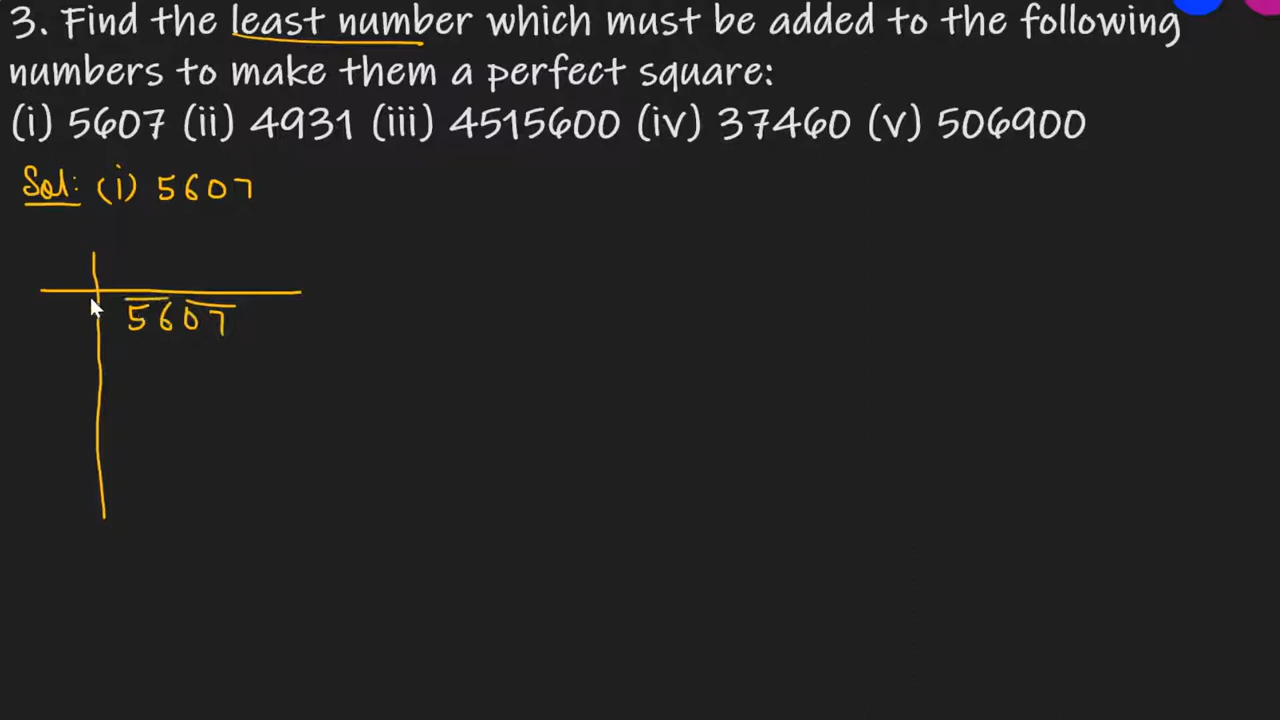 3. Find the least number which must be added to the following
numbers to make them a perfect square:
(i) 5607 (ii) 4931 (iii) 4515600 (iv) 37460 (v) 506900
Sol: (i) 5607
5607